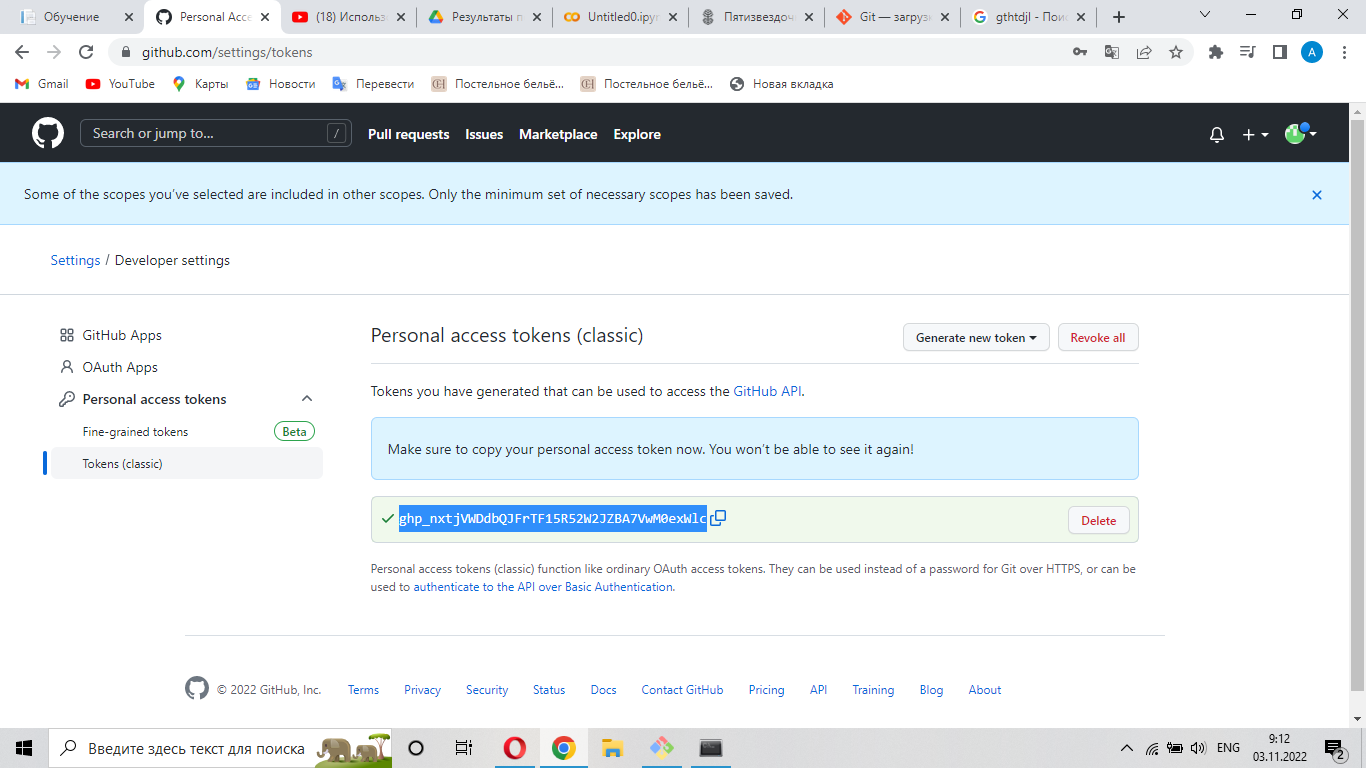 Обучение
Personal Acce
(18) Использ
Результаты п
Untitled0.ipyn
Пятизвездоч
Git — загрузк
gthtdjl - Пои
github.com/settings/tokens
A
Gmail
YouTube
Карты
Новости
Перевести
Постельное бельё...
Постельное бельё...
Новая вкладка
Search or jump to...
/
Pull requests
Issues
Marketplace
Explore
Some of the scopes you’ve selected are included in other scopes. Only the minimum set of necessary scopes has been saved.
Settings / Developer settings
GitHub Apps
OAuth Apps
Personal access tokens
Fine-grained tokens
Beta
Tokens (classic)
Personal access tokens (classic)
Generate new token
Revoke all
Tokens you have generated that can be used to access the GitHub API.
Make sure to copy your personal access token now. You won’t be able to see it again!
[access token redacted]
Delete
Personal access tokens (classic) function like ordinary OAuth access tokens. They can be used instead of a password for Git over HTTPS, or can be
used to authenticate to the API over Basic Authentication.
© 2022 GitHub, Inc.
Terms
Privacy
Security
Status
Docs
Contact GitHub
Pricing
API
Training
Blog
About
Введите здесь текст для поиска
ENG
9:12
03.11.2022
2